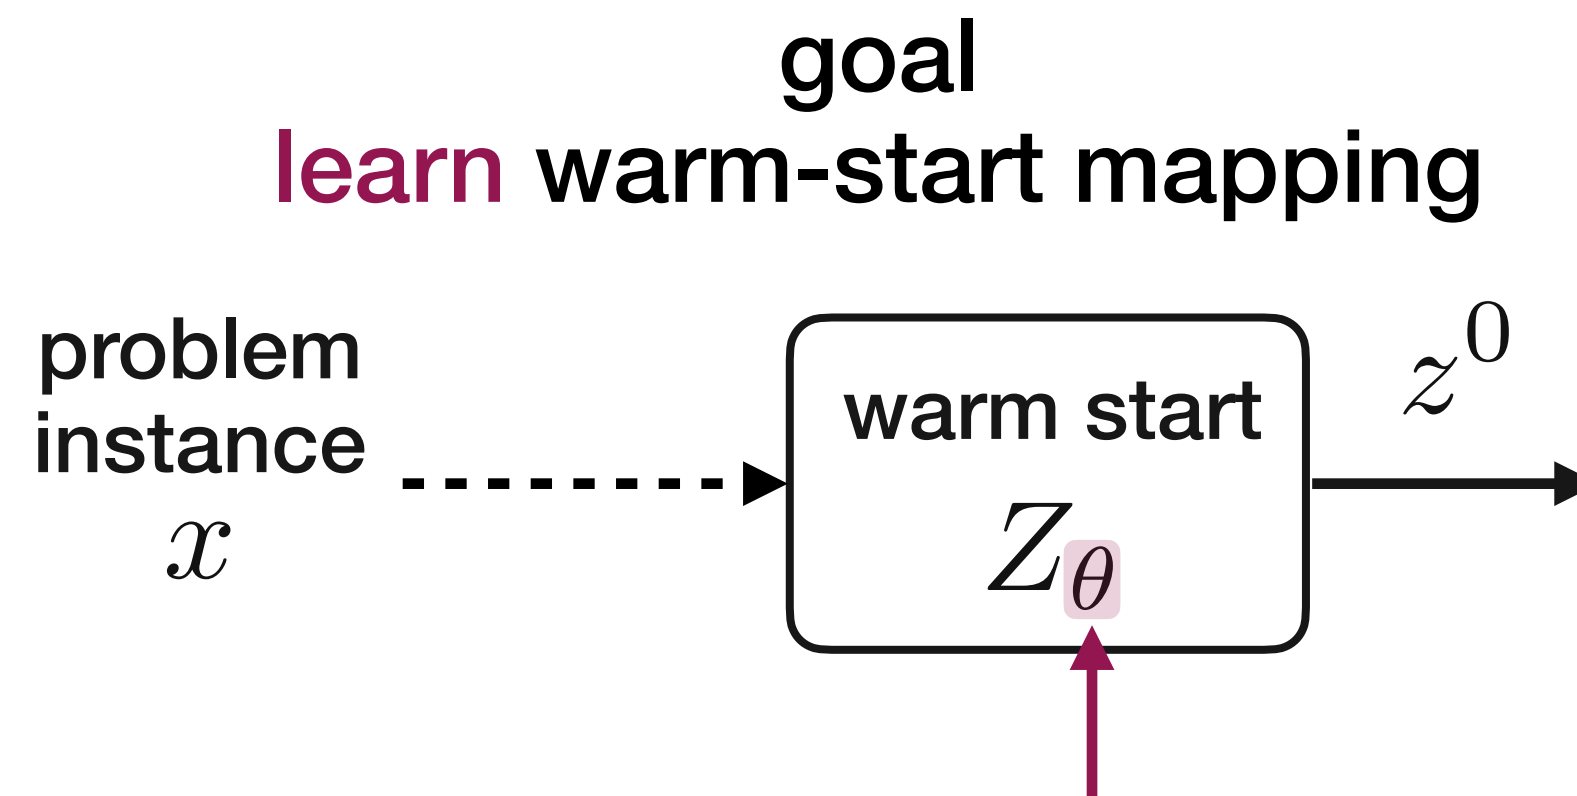 goal
learn warm-start mapping
problem
instance
x
warm start
Z_θ
z^0